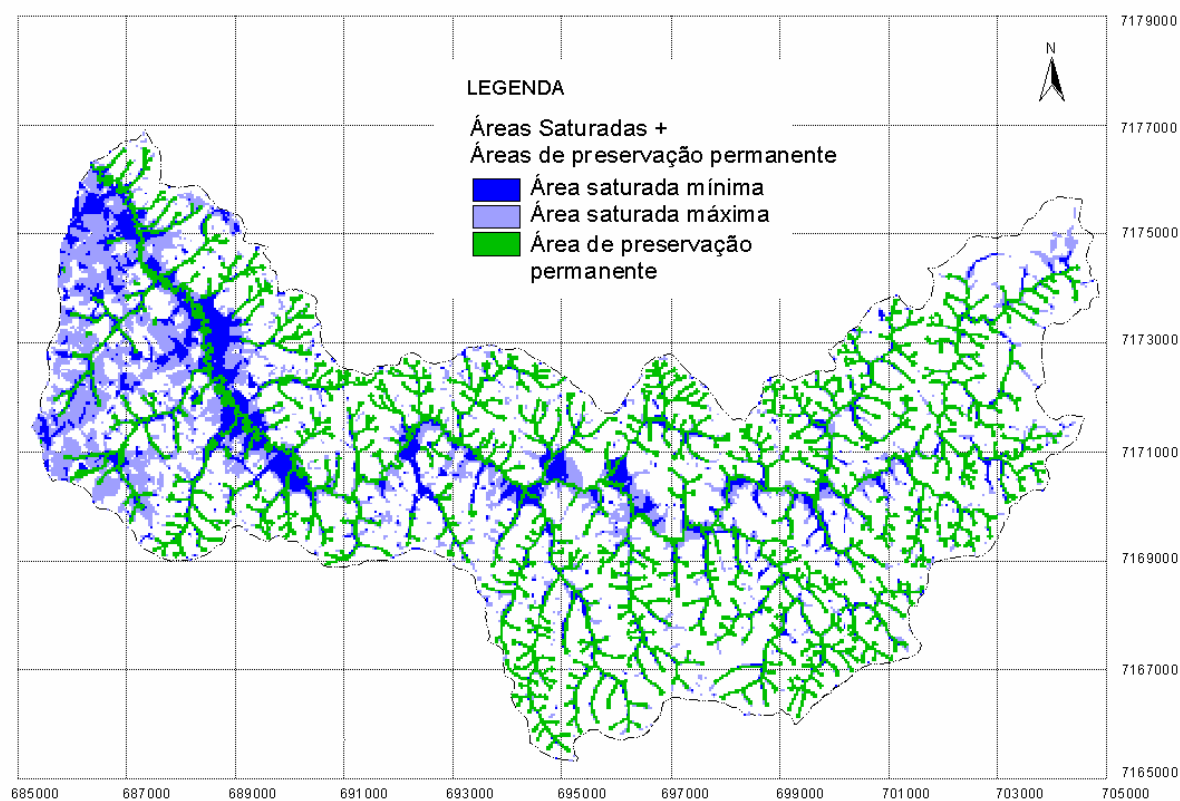 7179000
N
LEGENDA
7177000
Áreas Saturadas +
Áreas de preservação permanente
Área saturada mínima
Área saturada máxima
7175000
Área de preservação
permanente
7173000
7171000
7169000
7167000
7165000
685000 687000 689000 691000 693000 695000 697000 699000 701000 703000 705000